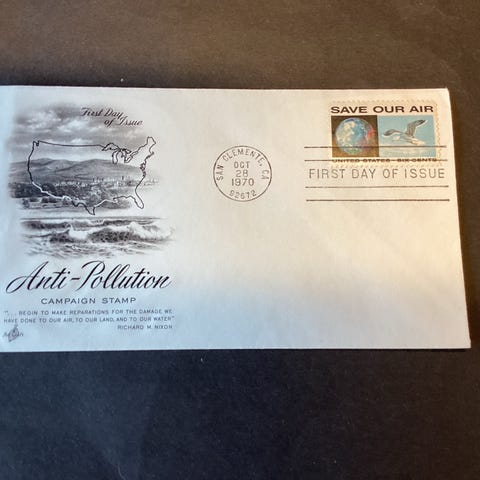 First Day
of Issue
SAVE OUR AIR
UNITED STATES · SIX CENTS
SAN CLEMENTE, CA
OCT
28
1970
92672
FIRST DAY OF ISSUE
Anti-Pollution
CAMPAIGN STAMP
“... BEGIN TO MAKE REPARATIONS FOR THE DAMAGE WE
HAVE DONE TO OUR AIR, TO OUR LAND, AND TO OUR WATER”
RICHARD M. NIXON